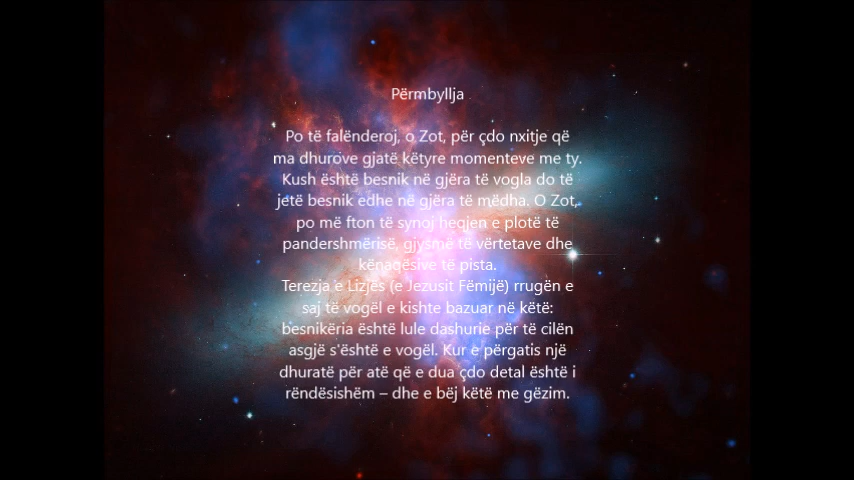 Përmbyllja
Po të falënderoj, o Zot, për çdo nxitje që
ma dhurove gjatë këtyre momenteve me ty.
Kush është besnik në gjëra të vogla do të
jetë besnik edhe në gjëra të mëdha. O Zot,
po më fton të synoj heqjen e plotë të
pandershmërisë, gjysmë të vërtetave dhe
kënaqësive të pista.
Terezja e Lizjës (e Jezusit Fëmijë) rrugën e
saj të vogël e kishte bazuar në këtë:
besnikëria është lule dashurie për të cilën
asgjë s'është e vogël. Kur e përgatis një
dhuratë për atë që e dua çdo detal është i
rëndësishëm – dhe e bëj këtë me gëzim.